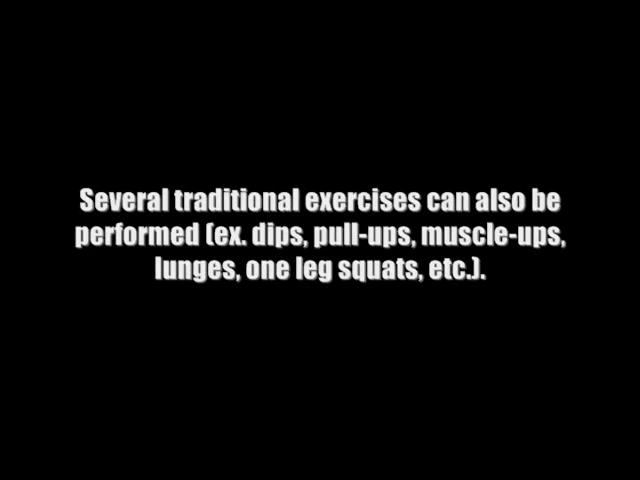 Several traditional exercises can also be
performed (ex. dips, pull-ups, muscle-ups,
lunges, one leg squats, etc.).